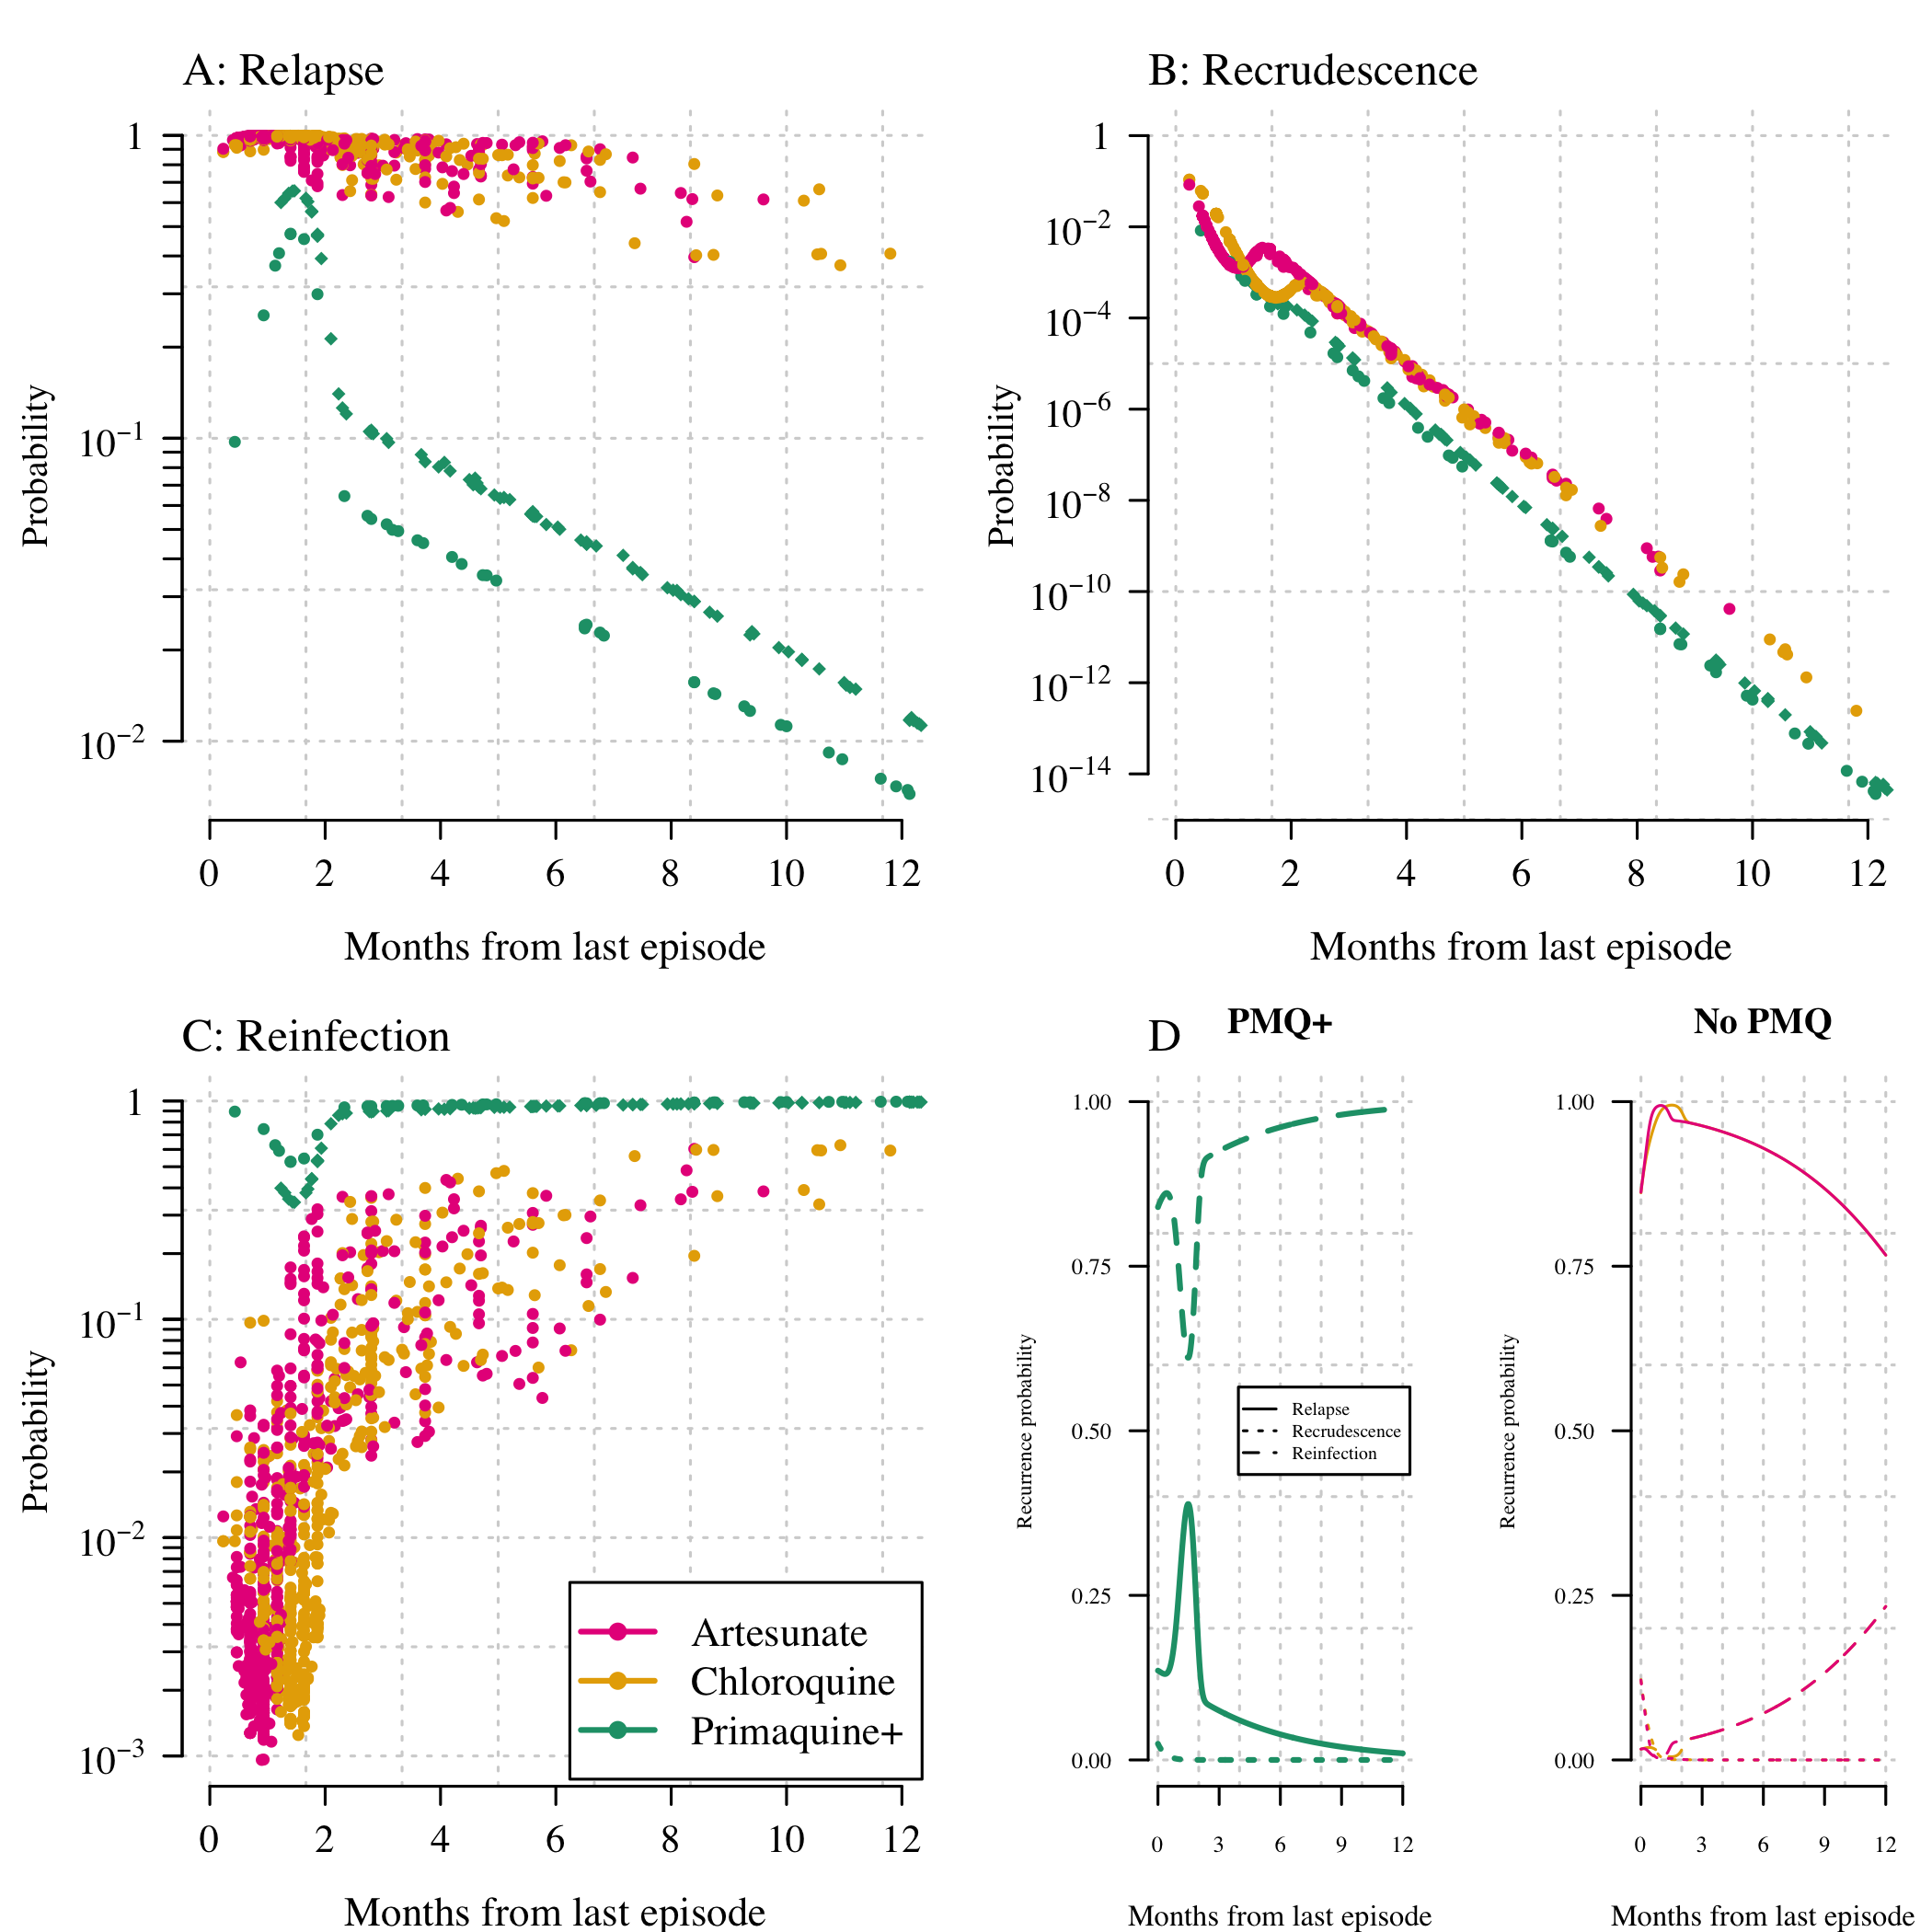 A: Relapse
Probability
1
10−1
10−2
0 2 4 6 8 10 12
Months from last episode
B: Recrudescence
Probability
1
10−2
10−4
10−6
10−8
10−10
10−12
10−14
0 2 4 6 8 10 12
Months from last episode
C: Reinfection
Probability
1
10−1
10−2
10−3
Artesunate
Chloroquine
Primaquine+
0 2 4 6 8 10 12
Months from last episode
D
PMQ+
Recurrence probability
1.00
0.75
0.50
0.25
0.00
Relapse
Recrudescence
Reinfection
0 3 6 9 12
Months from last episode
No PMQ
Recurrence probability
1.00
0.75
0.50
0.25
0.00
0 3 6 9 12
Months from last episode